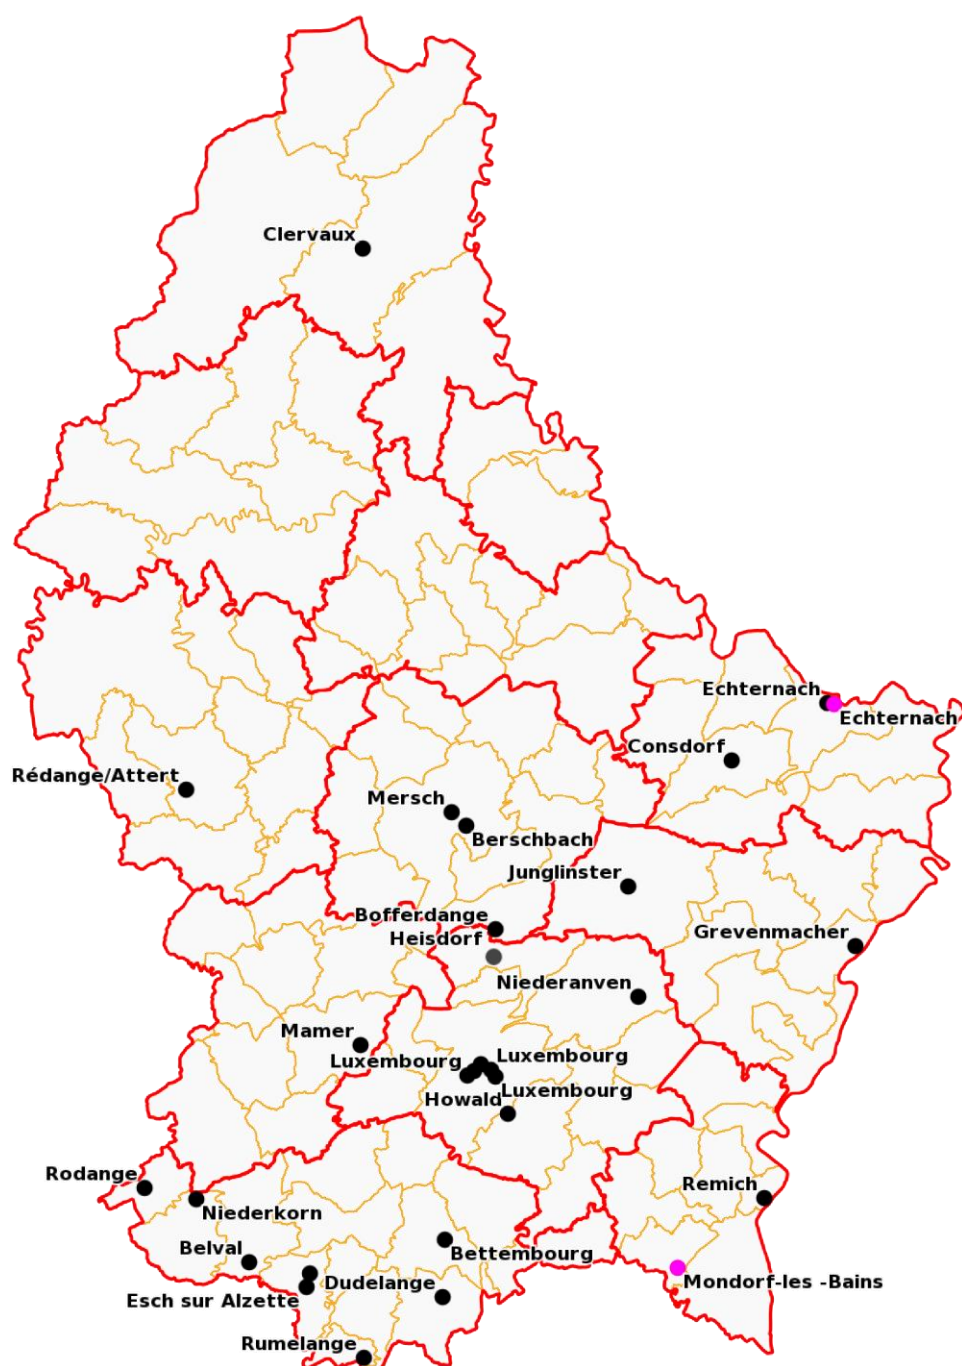 Clervaux
Echternach
Echternach
Consdorf
Rédange/Attert
Mersch
Berschbach
Junglinster
Bofferdange
Grevenmacher
Heisdorf
Niederanven
Mamer
Luxembourg
Luxembourg
Luxembourg
Howald
Rodange
Remich
Niederkorn
Belval
Bettembourg
Dudelange
Mondorf-les -Bains
Esch sur Alzette
Rumelange